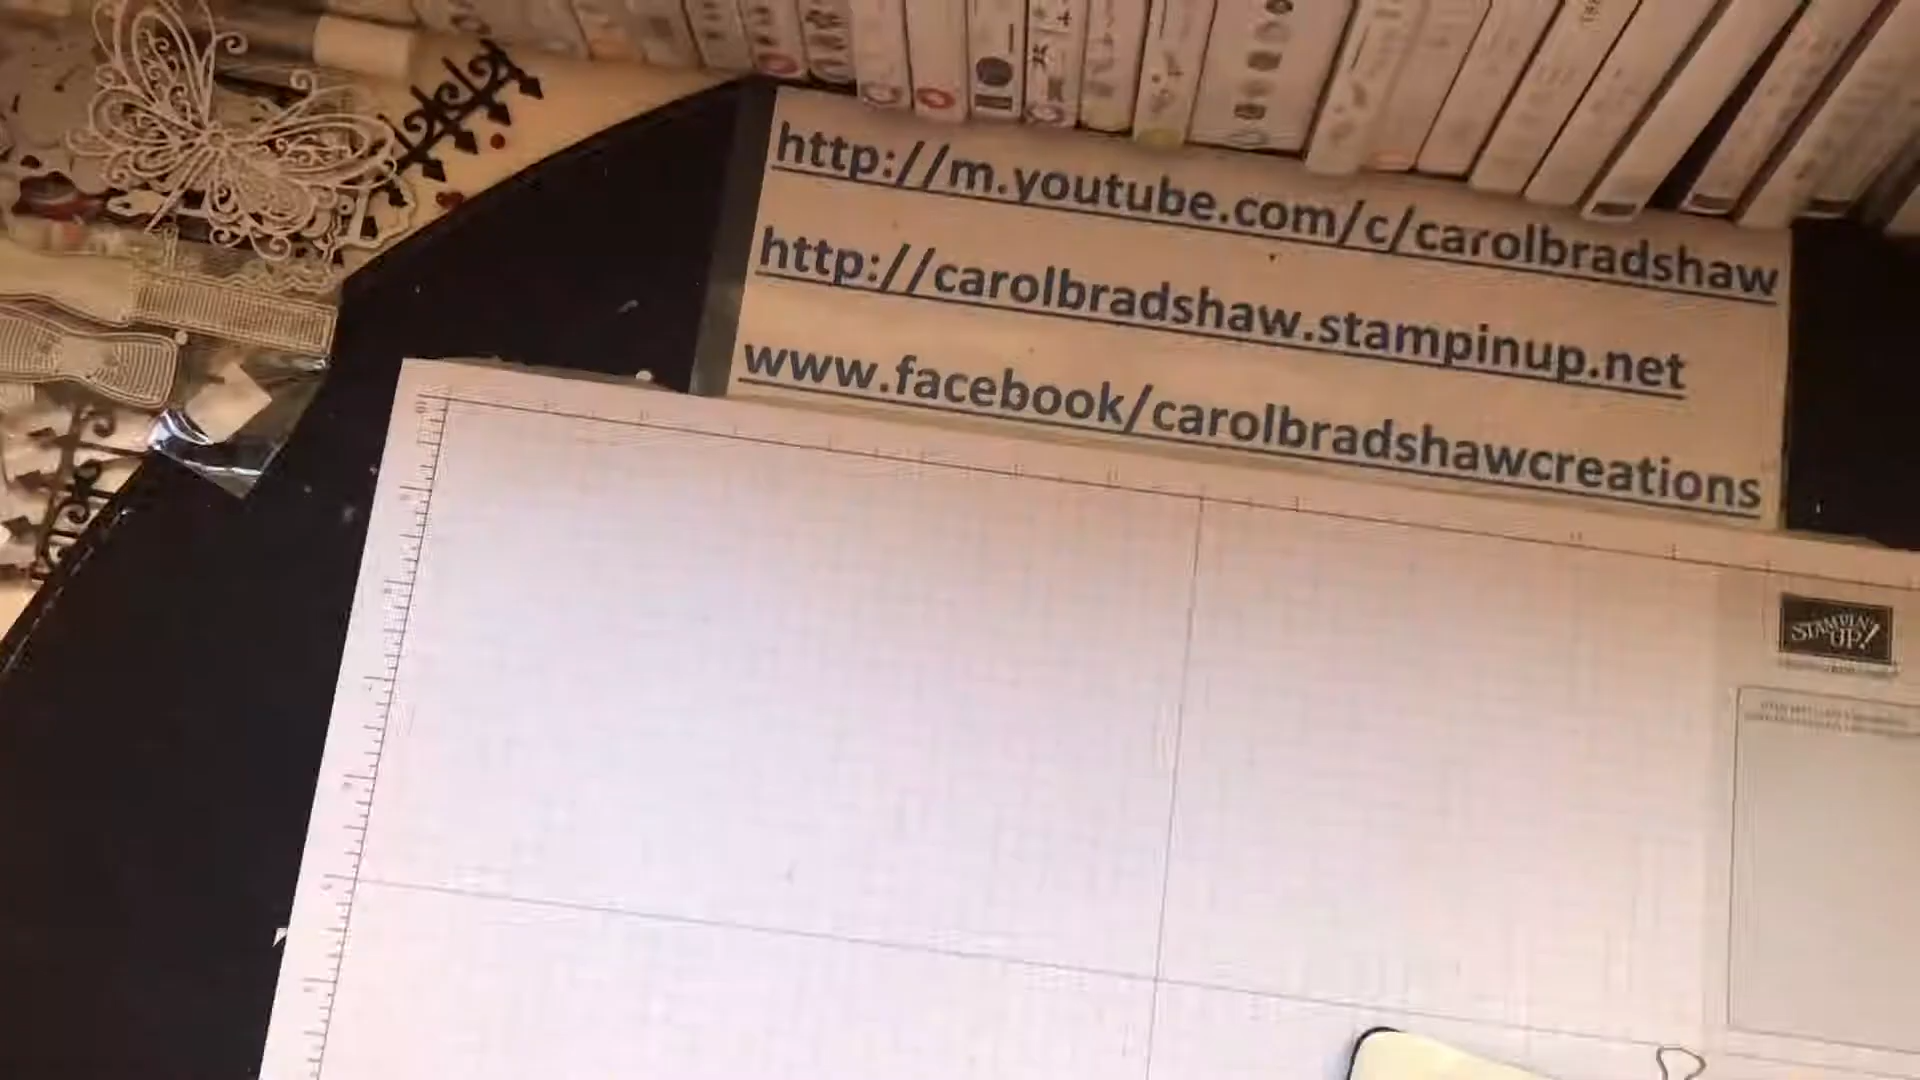 http://m.youtube.com/c/carolbradshaw
http://carolbradshaw.stampinup.net
www.facebook/carolbradshawcreations
STAMPIN' UP!